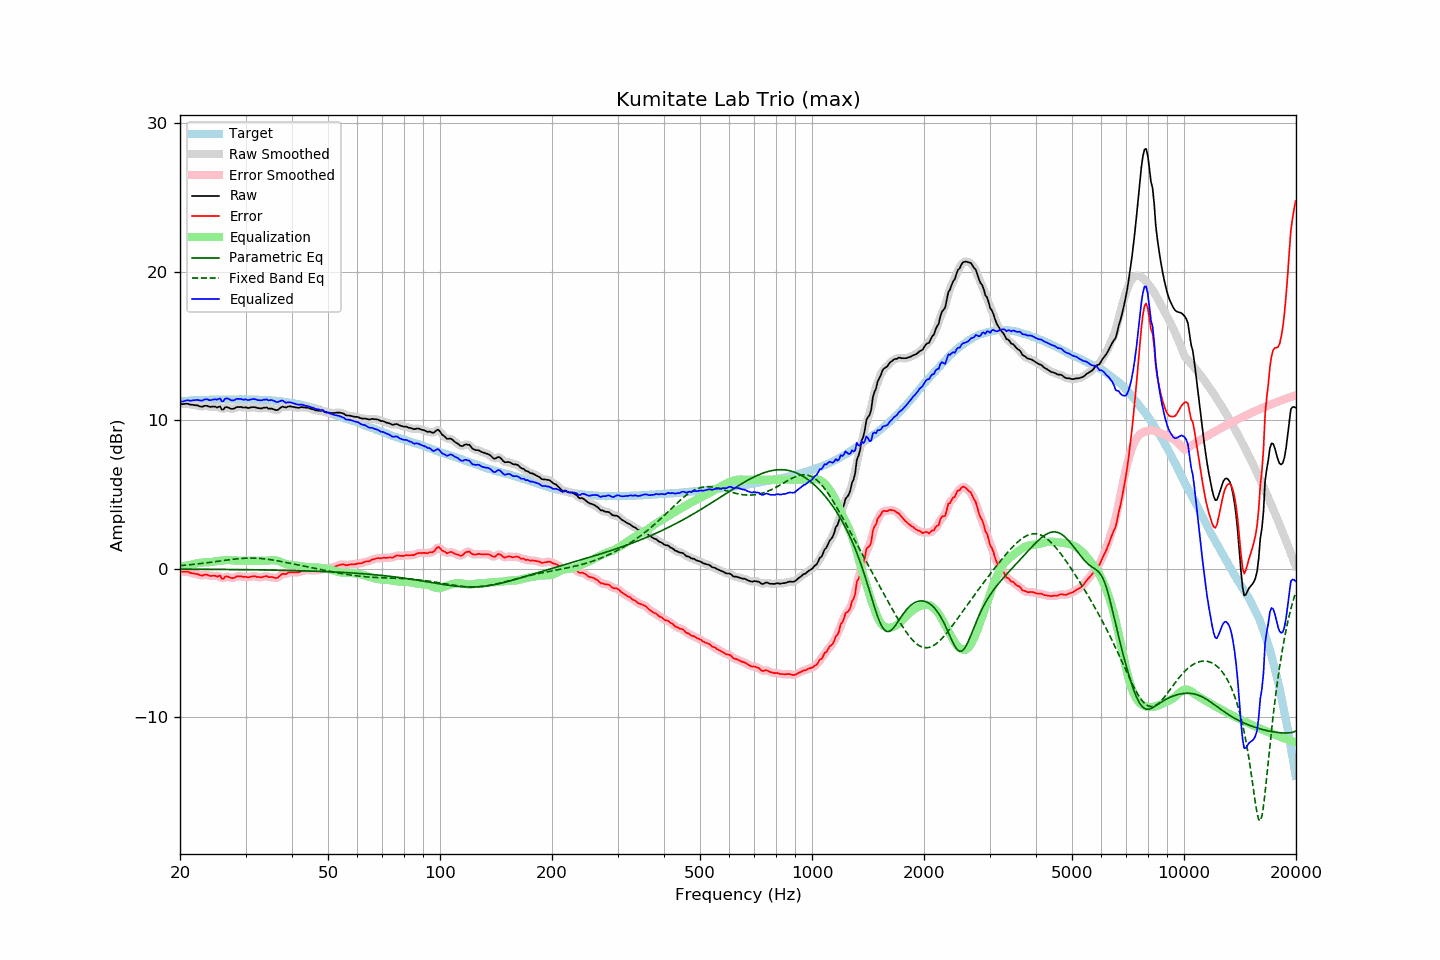 Kumitate Lab Trio (max)
30
20
10
0
−10
Amplitude (dBr)
Target
Raw Smoothed
Error Smoothed
Raw
Error
Equalization
Parametric Eq
Fixed Band Eq
Equalized
20 50 100 200 500 1000 2000 5000 10000 20000
Frequency (Hz)